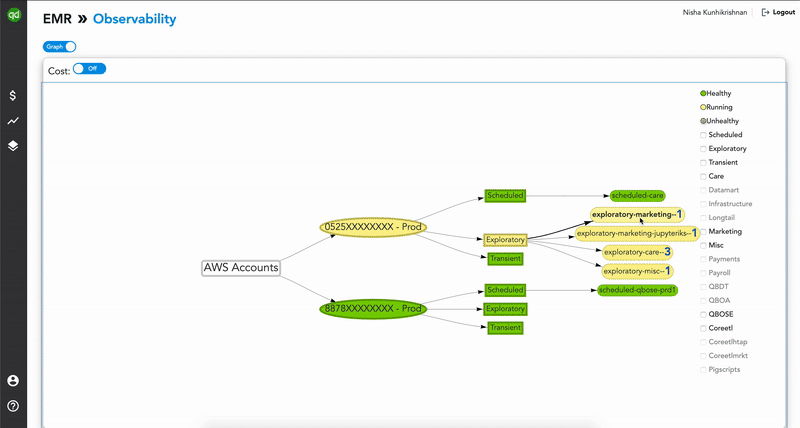 qd
EMR » Observability
Nisha Kunhikrishnan
Logout
Graph
Cost:
Off
AWS Accounts
0525XXXXXXXX - Prod
8878XXXXXXXX - Prod
Scheduled
Exploratory
Transient
Scheduled
Exploratory
Transient
scheduled-care
exploratory-marketing--1
exploratory-marketing-jupyteriks--1
exploratory-care--3
exploratory-misc--1
scheduled-qbose-prd1
Healthy
Running
Unhealthy
Scheduled
Exploratory
Transient
Care
Datamart
Infrastructure
Longtail
Marketing
Misc
Payments
Payroll
QBDT
QBOA
QBOSE
Coreetl
Coreetlhtap
Coreetlmrkt
Pigscripts